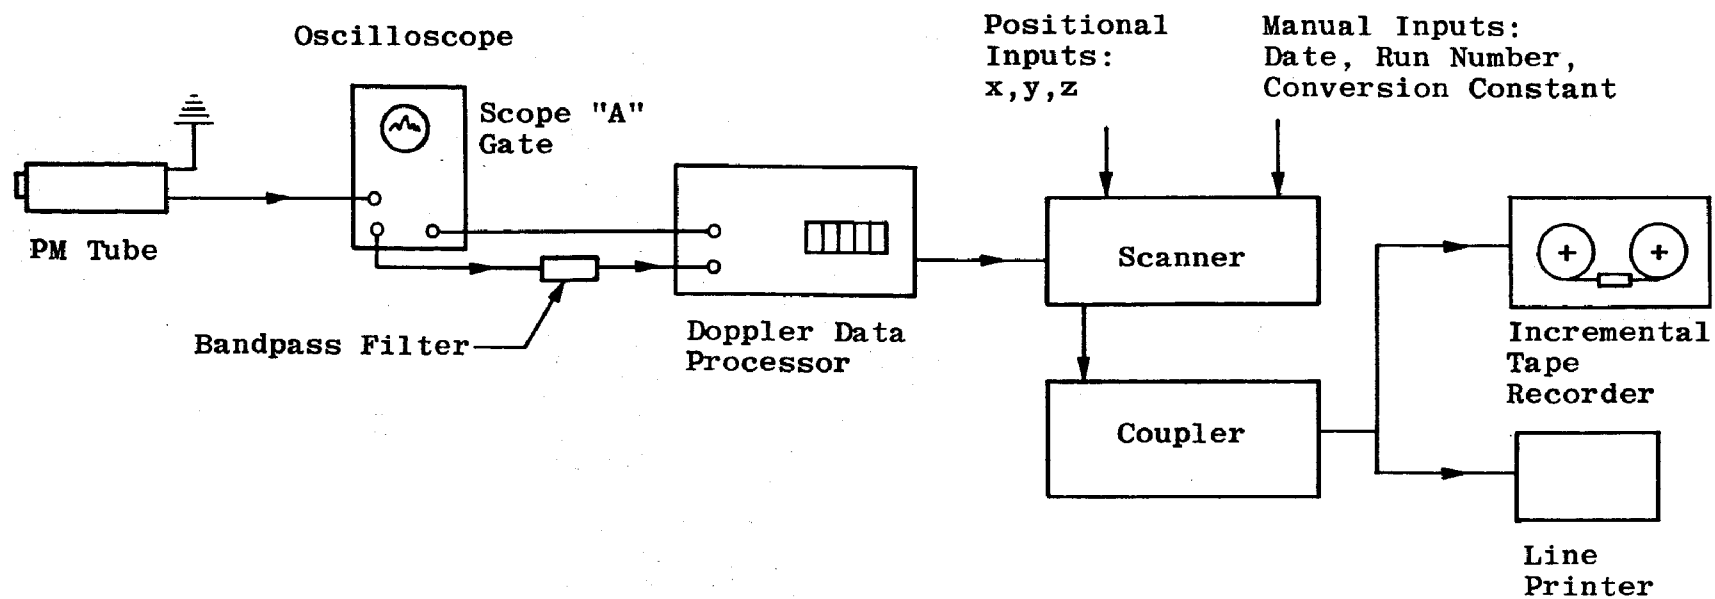 Oscilloscope
Scope "A"
Gate
PM Tube
Bandpass Filter
Doppler Data
Processor
Positional
Inputs:
x,y,z
Manual Inputs:
Date, Run Number,
Conversion Constant
Scanner
Coupler
Incremental
Tape
Recorder
Line
Printer